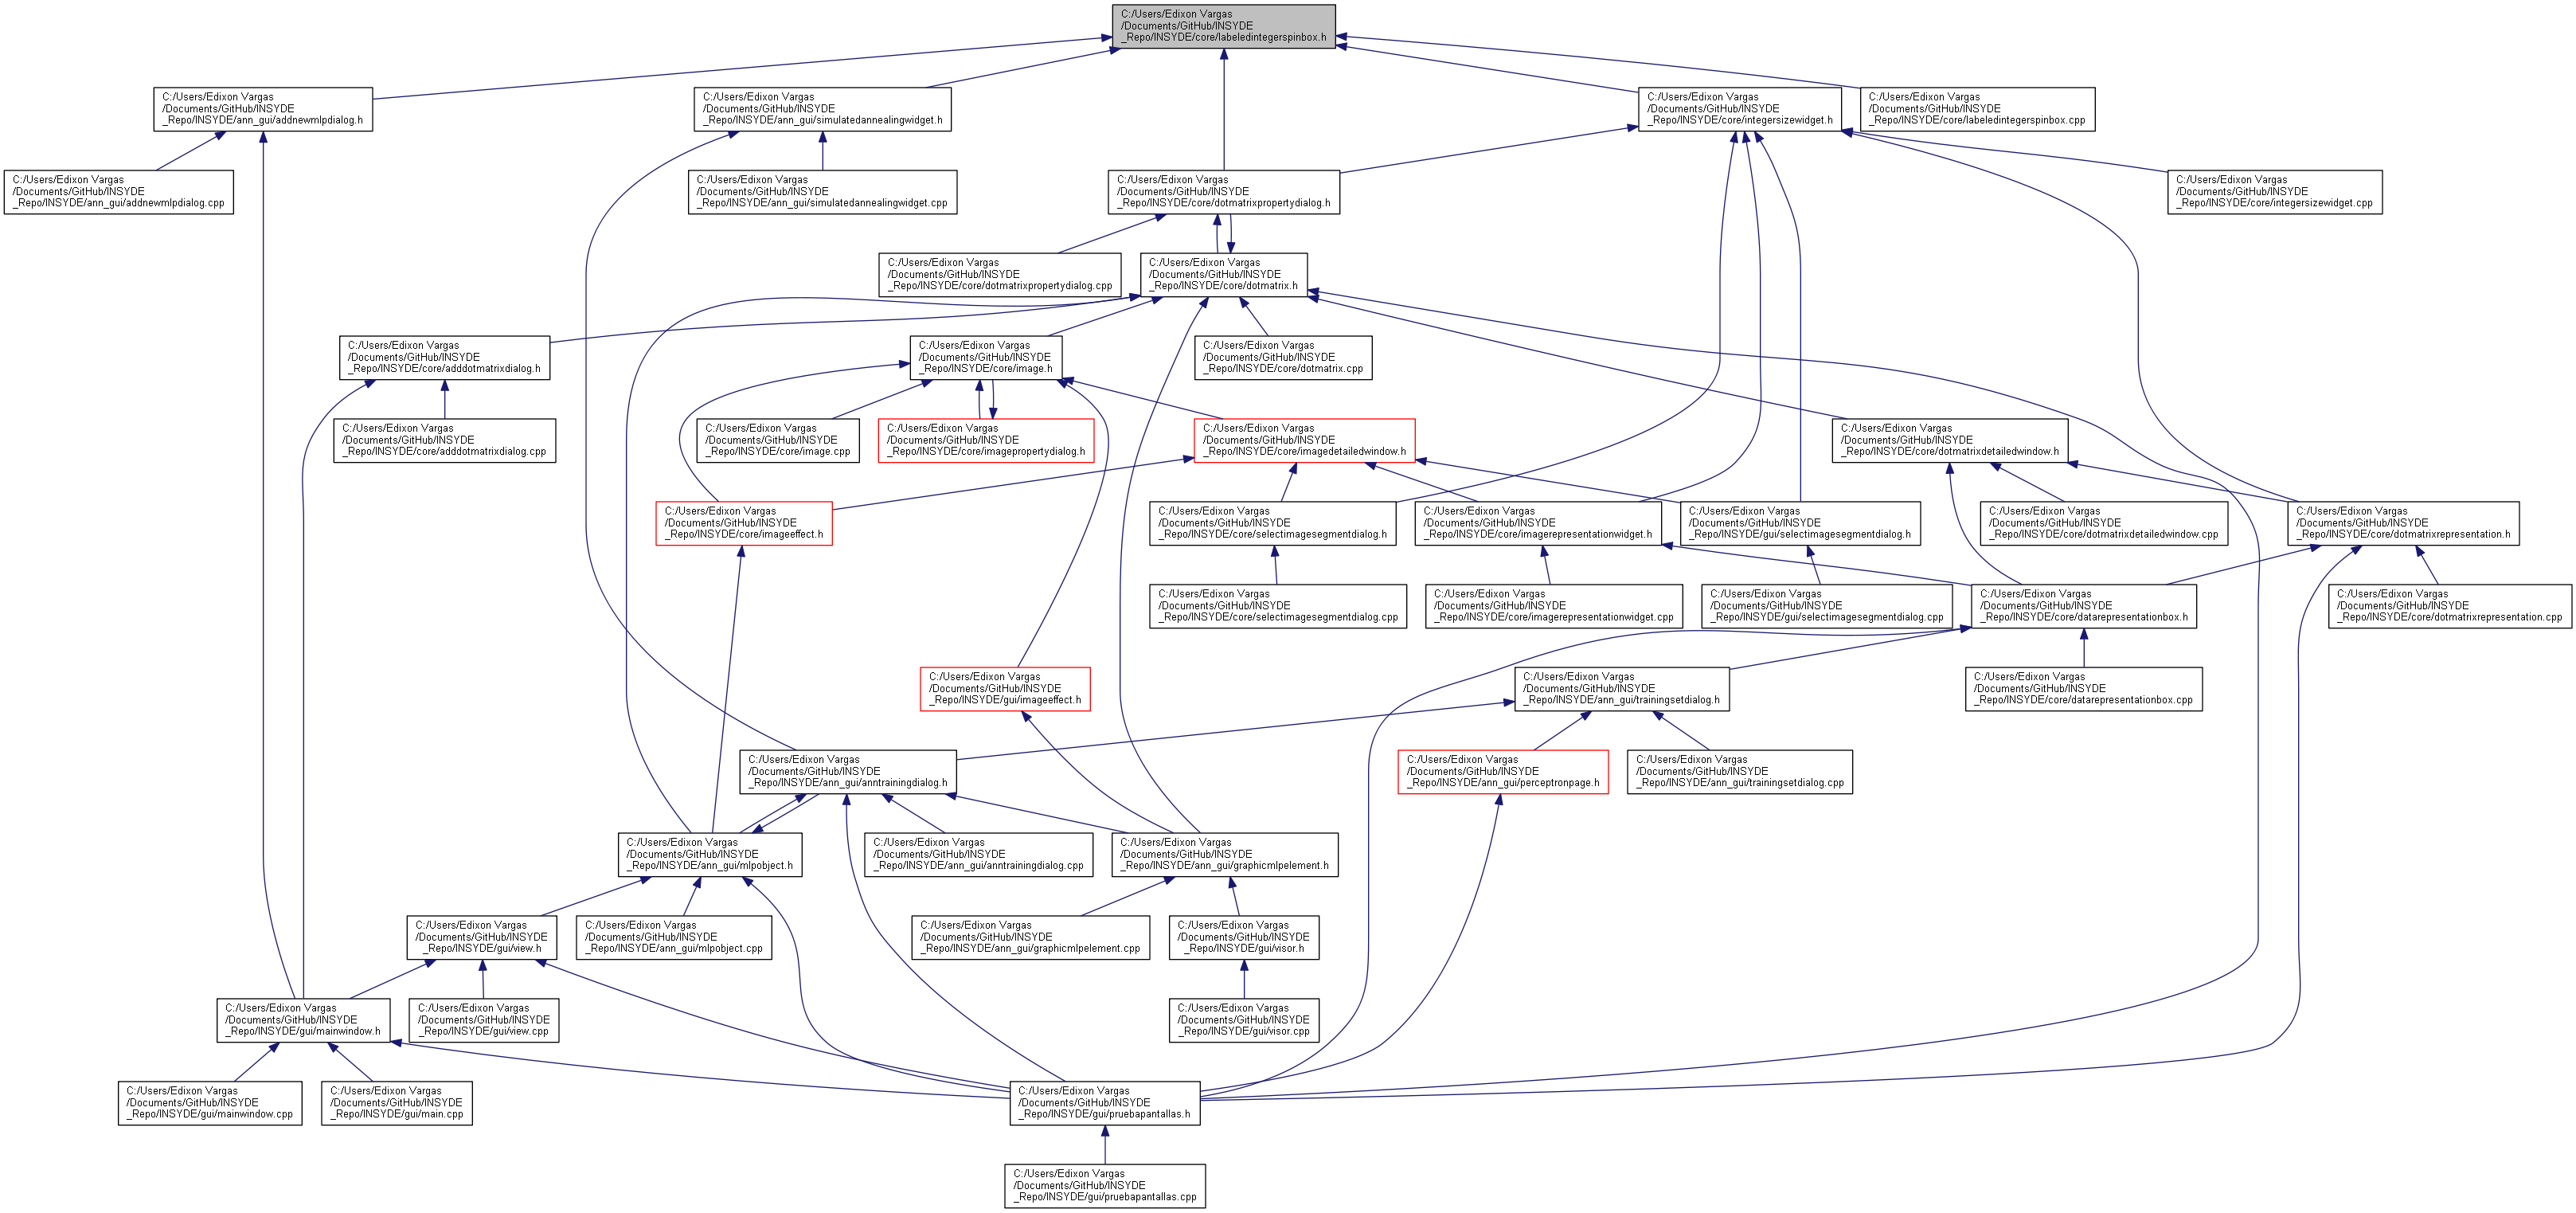 C:/Users/Edixon Vargas
/Documents/GitHub/INSYDE
_Repo/INSYDE/core/labeledintegerspinbox.h
C:/Users/Edixon Vargas
/Documents/GitHub/INSYDE
_Repo/INSYDE/ann_gui/addnewmlpdialog.h
C:/Users/Edixon Vargas
/Documents/GitHub/INSYDE
_Repo/INSYDE/ann_gui/simulatedannealingwidget.h
C:/Users/Edixon Vargas
/Documents/GitHub/INSYDE
_Repo/INSYDE/core/integersizewidget.h
C:/Users/Edixon Vargas
/Documents/GitHub/INSYDE
_Repo/INSYDE/core/labeledintegerspinbox.cpp
C:/Users/Edixon Vargas
/Documents/GitHub/INSYDE
_Repo/INSYDE/ann_gui/addnewmlpdialog.cpp
C:/Users/Edixon Vargas
/Documents/GitHub/INSYDE
_Repo/INSYDE/ann_gui/simulatedannealingwidget.cpp
C:/Users/Edixon Vargas
/Documents/GitHub/INSYDE
_Repo/INSYDE/core/dotmatrixpropertydialog.h
C:/Users/Edixon Vargas
/Documents/GitHub/INSYDE
_Repo/INSYDE/core/integersizewidget.cpp
C:/Users/Edixon Vargas
/Documents/GitHub/INSYDE
_Repo/INSYDE/core/dotmatrixpropertydialog.cpp
C:/Users/Edixon Vargas
/Documents/GitHub/INSYDE
_Repo/INSYDE/core/dotmatrix.h
C:/Users/Edixon Vargas
/Documents/GitHub/INSYDE
_Repo/INSYDE/core/adddotmatrixdialog.h
C:/Users/Edixon Vargas
/Documents/GitHub/INSYDE
_Repo/INSYDE/core/image.h
C:/Users/Edixon Vargas
/Documents/GitHub/INSYDE
_Repo/INSYDE/core/dotmatrix.cpp
C:/Users/Edixon Vargas
/Documents/GitHub/INSYDE
_Repo/INSYDE/core/adddotmatrixdialog.cpp
C:/Users/Edixon Vargas
/Documents/GitHub/INSYDE
_Repo/INSYDE/core/image.cpp
C:/Users/Edixon Vargas
/Documents/GitHub/INSYDE
_Repo/INSYDE/core/imagepropertydialog.h
C:/Users/Edixon Vargas
/Documents/GitHub/INSYDE
_Repo/INSYDE/core/imagedetailedwindow.h
C:/Users/Edixon Vargas
/Documents/GitHub/INSYDE
_Repo/INSYDE/core/dotmatrixdetailedwindow.h
C:/Users/Edixon Vargas
/Documents/GitHub/INSYDE
_Repo/INSYDE/core/imageeffect.h
C:/Users/Edixon Vargas
/Documents/GitHub/INSYDE
_Repo/INSYDE/core/selectimagesegmentdialog.h
C:/Users/Edixon Vargas
/Documents/GitHub/INSYDE
_Repo/INSYDE/core/imagerepresentationwidget.h
C:/Users/Edixon Vargas
/Documents/GitHub/INSYDE
_Repo/INSYDE/gui/selectimagesegmentdialog.h
C:/Users/Edixon Vargas
/Documents/GitHub/INSYDE
_Repo/INSYDE/core/dotmatrixdetailedwindow.cpp
C:/Users/Edixon Vargas
/Documents/GitHub/INSYDE
_Repo/INSYDE/core/dotmatrixrepresentation.h
C:/Users/Edixon Vargas
/Documents/GitHub/INSYDE
_Repo/INSYDE/core/selectimagesegmentdialog.cpp
C:/Users/Edixon Vargas
/Documents/GitHub/INSYDE
_Repo/INSYDE/core/imagerepresentationwidget.cpp
C:/Users/Edixon Vargas
/Documents/GitHub/INSYDE
_Repo/INSYDE/gui/selectimagesegmentdialog.cpp
C:/Users/Edixon Vargas
/Documents/GitHub/INSYDE
_Repo/INSYDE/core/datarepresentationbox.h
C:/Users/Edixon Vargas
/Documents/GitHub/INSYDE
_Repo/INSYDE/core/dotmatrixrepresentation.cpp
C:/Users/Edixon Vargas
/Documents/GitHub/INSYDE
_Repo/INSYDE/gui/imageeffect.h
C:/Users/Edixon Vargas
/Documents/GitHub/INSYDE
_Repo/INSYDE/ann_gui/trainingsetdialog.h
C:/Users/Edixon Vargas
/Documents/GitHub/INSYDE
_Repo/INSYDE/core/datarepresentationbox.cpp
C:/Users/Edixon Vargas
/Documents/GitHub/INSYDE
_Repo/INSYDE/ann_gui/anntrainingdialog.h
C:/Users/Edixon Vargas
/Documents/GitHub/INSYDE
_Repo/INSYDE/ann_gui/perceptronpage.h
C:/Users/Edixon Vargas
/Documents/GitHub/INSYDE
_Repo/INSYDE/ann_gui/trainingsetdialog.cpp
C:/Users/Edixon Vargas
/Documents/GitHub/INSYDE
_Repo/INSYDE/ann_gui/mlpobject.h
C:/Users/Edixon Vargas
/Documents/GitHub/INSYDE
_Repo/INSYDE/ann_gui/anntrainingdialog.cpp
C:/Users/Edixon Vargas
/Documents/GitHub/INSYDE
_Repo/INSYDE/ann_gui/graphicmlpelement.h
C:/Users/Edixon Vargas
/Documents/GitHub/INSYDE
_Repo/INSYDE/gui/view.h
C:/Users/Edixon Vargas
/Documents/GitHub/INSYDE
_Repo/INSYDE/ann_gui/mlpobject.cpp
C:/Users/Edixon Vargas
/Documents/GitHub/INSYDE
_Repo/INSYDE/ann_gui/graphicmlpelement.cpp
C:/Users/Edixon Vargas
/Documents/GitHub/INSYDE
_Repo/INSYDE/gui/visor.h
C:/Users/Edixon Vargas
/Documents/GitHub/INSYDE
_Repo/INSYDE/gui/mainwindow.h
C:/Users/Edixon Vargas
/Documents/GitHub/INSYDE
_Repo/INSYDE/gui/view.cpp
C:/Users/Edixon Vargas
/Documents/GitHub/INSYDE
_Repo/INSYDE/gui/visor.cpp
C:/Users/Edixon Vargas
/Documents/GitHub/INSYDE
_Repo/INSYDE/gui/mainwindow.cpp
C:/Users/Edixon Vargas
/Documents/GitHub/INSYDE
_Repo/INSYDE/gui/main.cpp
C:/Users/Edixon Vargas
/Documents/GitHub/INSYDE
_Repo/INSYDE/gui/pruebapantallas.h
C:/Users/Edixon Vargas
/Documents/GitHub/INSYDE
_Repo/INSYDE/gui/pruebapantallas.cpp